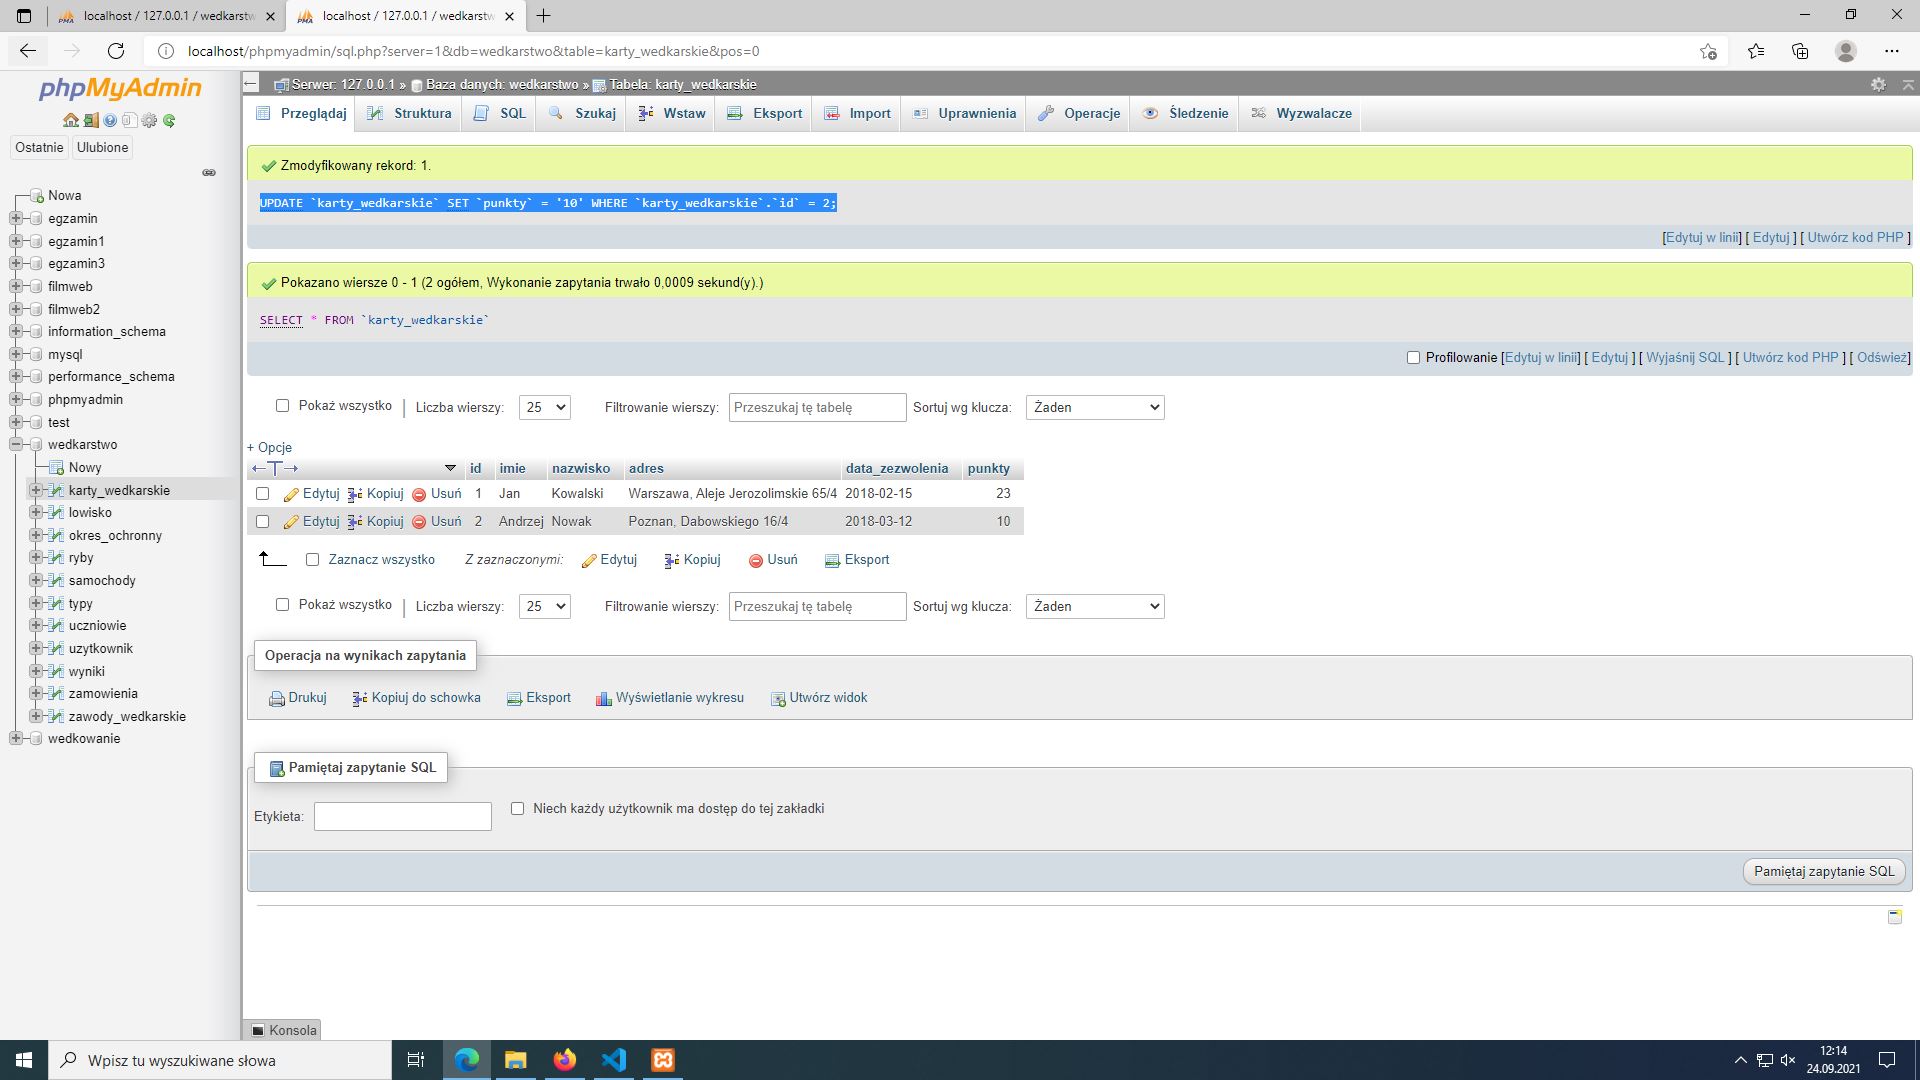 localhost / 127.0.0.1 / wedkarstw
localhost / 127.0.0.1 / wedkarstw
localhost/phpmyadmin/sql.php?server=1&db=wedkarstwo&table=karty_wedkarskie&pos=0
phpMyAdmin
Ostatnie Ulubione
Nowa
egzamin
egzamin1
egzamin3
filmweb
filmweb2
information_schema
mysql
performance_schema
phpmyadmin
test
wedkarstwo
Nowy
karty_wedkarskie
lowisko
okres_ochronny
ryby
samochody
typy
uczniowie
uzytkownik
wyniki
zamowienia
zawody_wedkarskie
wedkowanie
Serwer: 127.0.0.1 » Baza danych: wedkarstwo » Tabela: karty_wedkarskie
Przeglądaj Struktura SQL Szukaj Wstaw Eksport Import Uprawnienia Operacje Śledzenie Wyzwalacze
Zmodyfikowany rekord: 1.
UPDATE `karty_wedkarskie` SET `punkty` = '10' WHERE `karty_wedkarskie`.`id` = 2;
[Edytuj w linii] [ Edytuj ] [ Utwórz kod PHP ]
Pokazano wiersze 0 - 1 (2 ogółem, Wykonanie zapytania trwało 0,0009 sekund(y).)
SELECT * FROM `karty_wedkarskie`
Profilowanie [Edytuj w linii] [ Edytuj ] [ Wyjaśnij SQL ] [ Utwórz kod PHP ] [ Odśwież]
Pokaż wszystko | Liczba wierszy: 25 Filtrowanie wierszy: Przeszukaj tę tabelę Sortuj wg klucza: Żaden
+ Opcje
←T→ id imie nazwisko adres data_zezwolenia punkty
Edytuj Kopiuj Usuń 1 Jan Kowalski Warszawa, Aleje Jerozolimskie 65/4 2018-02-15 23
Edytuj Kopiuj Usuń 2 Andrzej Nowak Poznan, Dabowskiego 16/4 2018-03-12 10
Zaznacz wszystko Z zaznaczonymi: Edytuj Kopiuj Usuń Eksport
Pokaż wszystko | Liczba wierszy: 25 Filtrowanie wierszy: Przeszukaj tę tabelę Sortuj wg klucza: Żaden
Operacja na wynikach zapytania
Drukuj Kopiuj do schowka Eksport Wyświetlanie wykresu Utwórz widok
Pamiętaj zapytanie SQL
Etykieta: Niech każdy użytkownik ma dostęp do tej zakładki
Pamiętaj zapytanie SQL
Konsola
Wpisz tu wyszukiwane słowa
12:14
24.09.2021